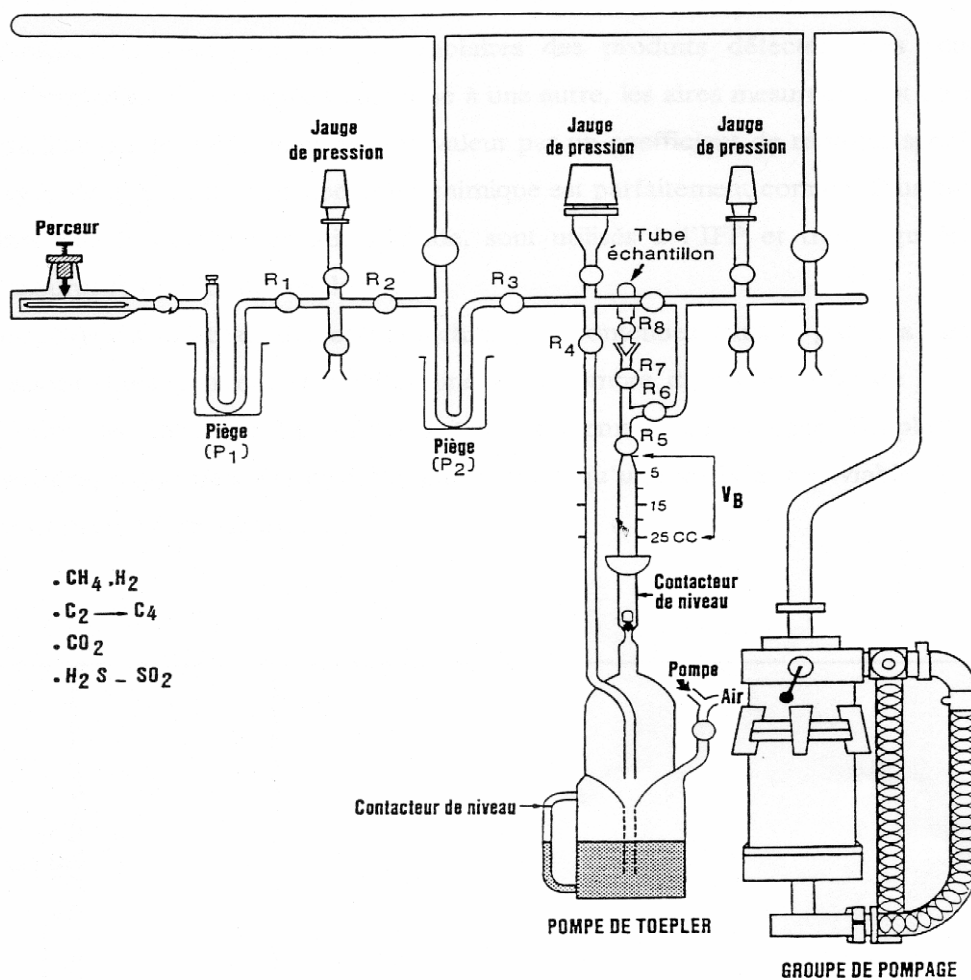 Jauge
de pression
Jauge
de pression
Jauge
de pression
Perceur
Tube
échantillon
R1
R2
R3
R8
R4
R7
R6
R5
Piège
(P1)
Piège
(P2)
5
15
25 CC
VB
Contacteur
de niveau
. CH4 . H2
. C2 → C4
. CO2
. H2 S - SO2
Pompe
Air
Contacteur de niveau
POMPE DE TOEPLER
GROUPE DE POMPAGE